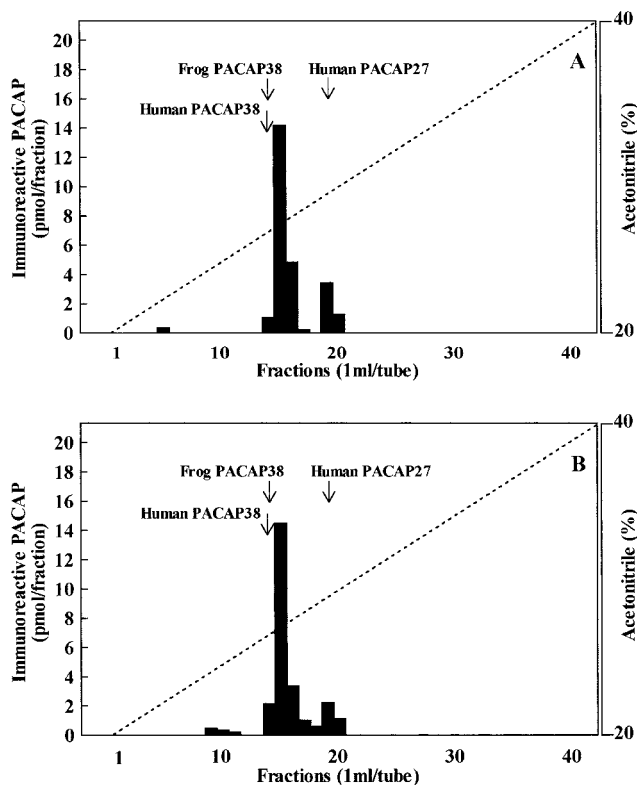 40
20
18
16
14
12
10
8
6
4
2
0
Immunoreactive PACAP
(pmol/fraction)
Frog PACAP38
Human PACAP27
Human PACAP38
A
Acetonitrile (%)
20
1
10
20
30
40
Fractions (1ml/tube)
40
20
18
16
14
12
10
8
6
4
2
0
Immunoreactive PACAP
(pmol/fraction)
Frog PACAP38
Human PACAP27
Human PACAP38
B
Acetonitrile (%)
20
1
10
20
30
40
Fractions (1ml/tube)